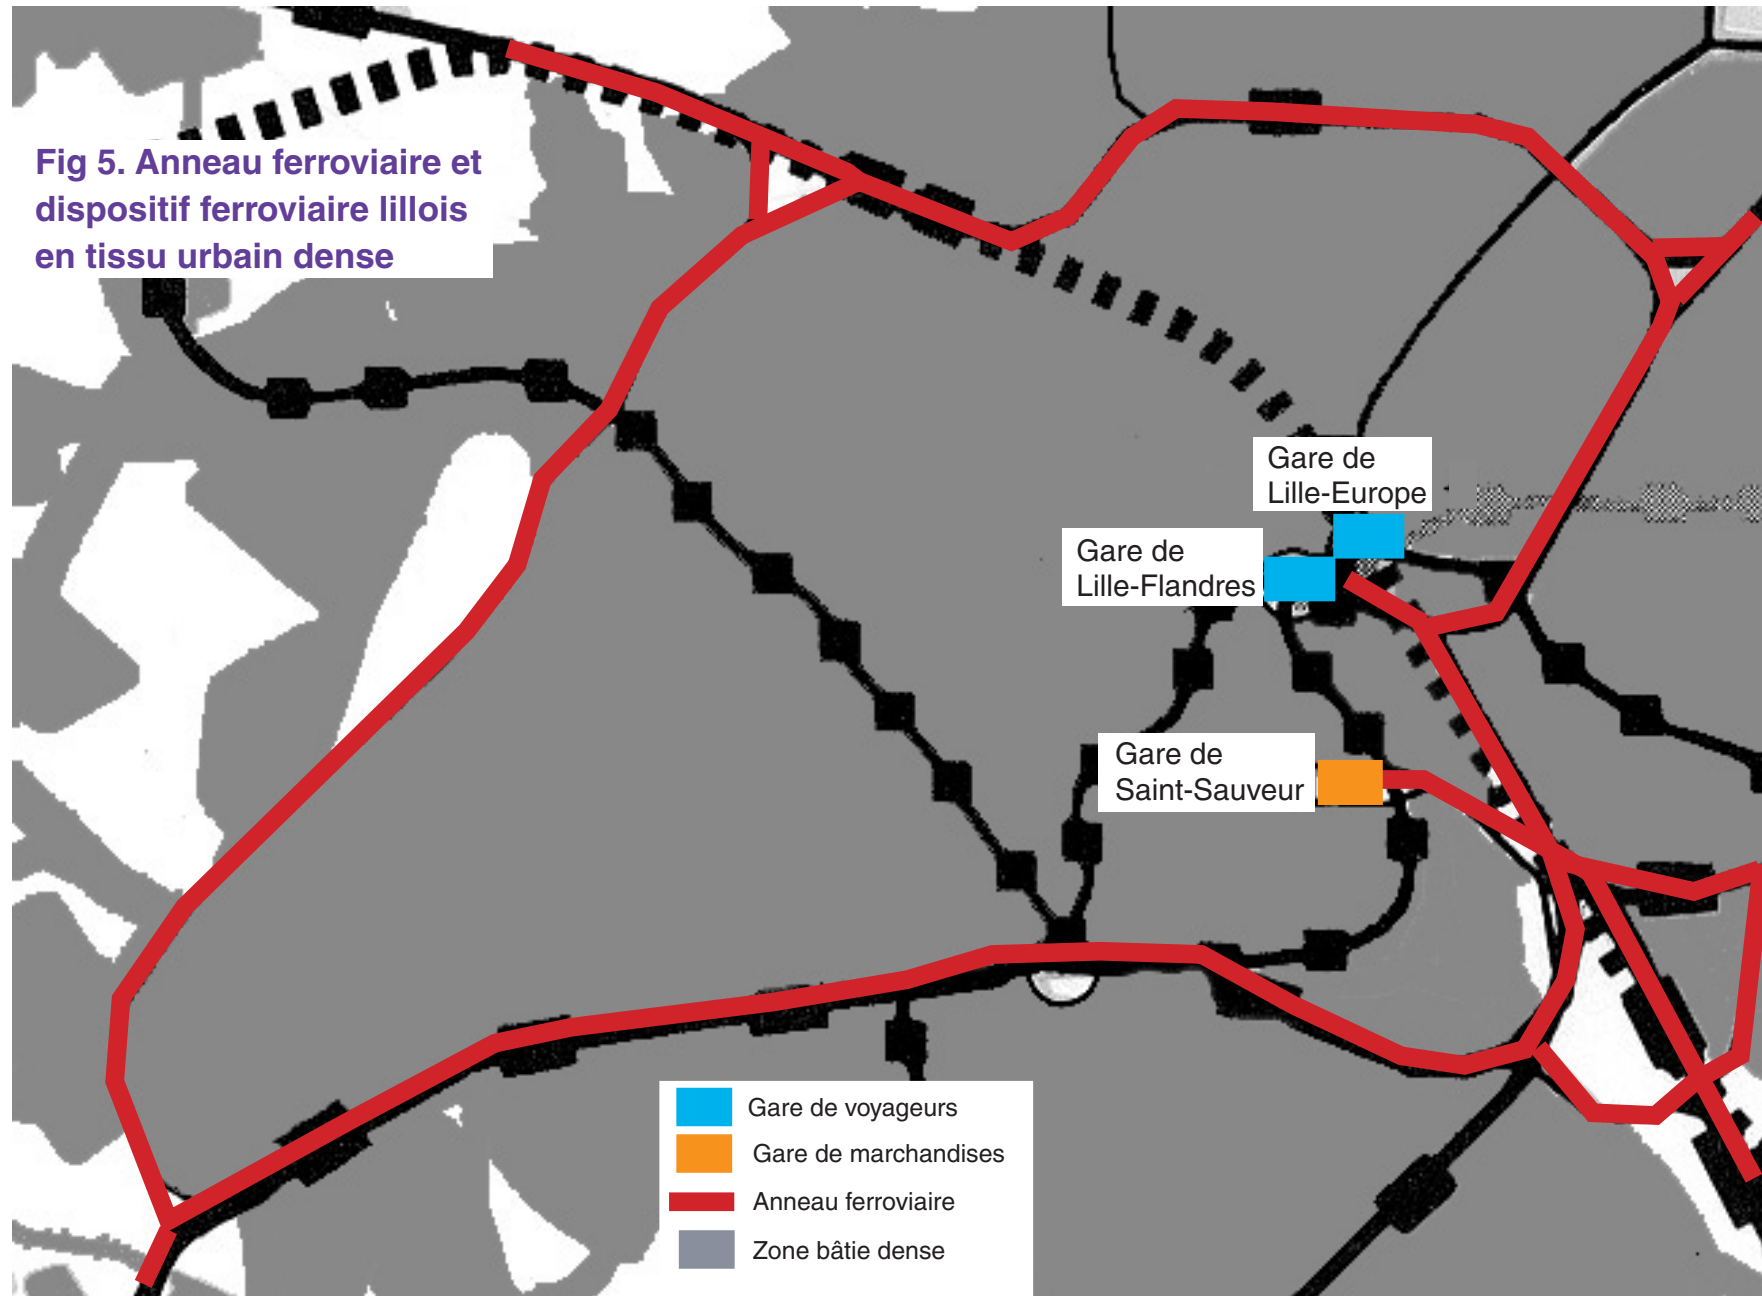 Fig 5. Anneau ferroviaire et
dispositif ferroviaire lillois
en tissu urbain dense
Gare de
Lille-Europe
Gare de
Lille-Flandres
Gare de
Saint-Sauveur
Gare de voyageurs
Gare de marchandises
Anneau ferroviaire
Zone bâtie dense